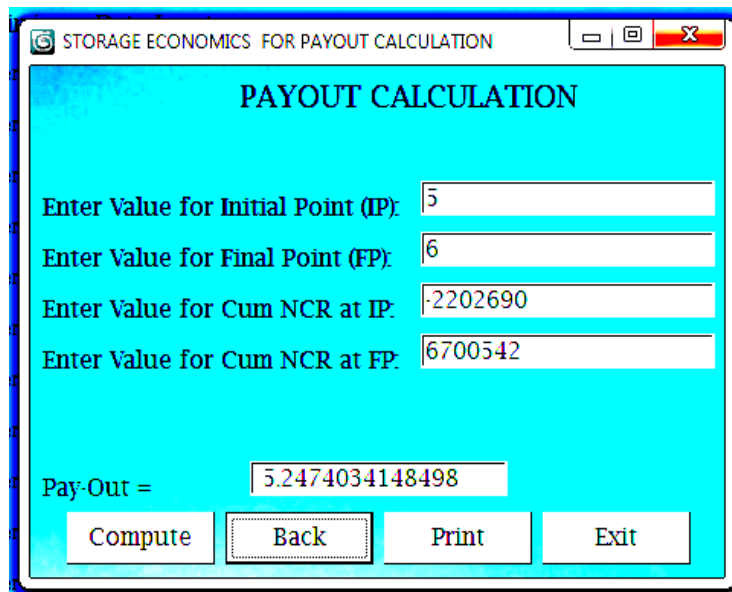 STORAGE ECONOMICS FOR PAYOUT CALCULATION
PAYOUT CALCULATION
Enter Value for Initial Point (IP): 5
Enter Value for Final Point (FP): 6
Enter Value for Cum NCR at IP: -2202690
Enter Value for Cum NCR at FP: 6700542
Pay-Out = 5.2474034148498
Compute Back Print Exit